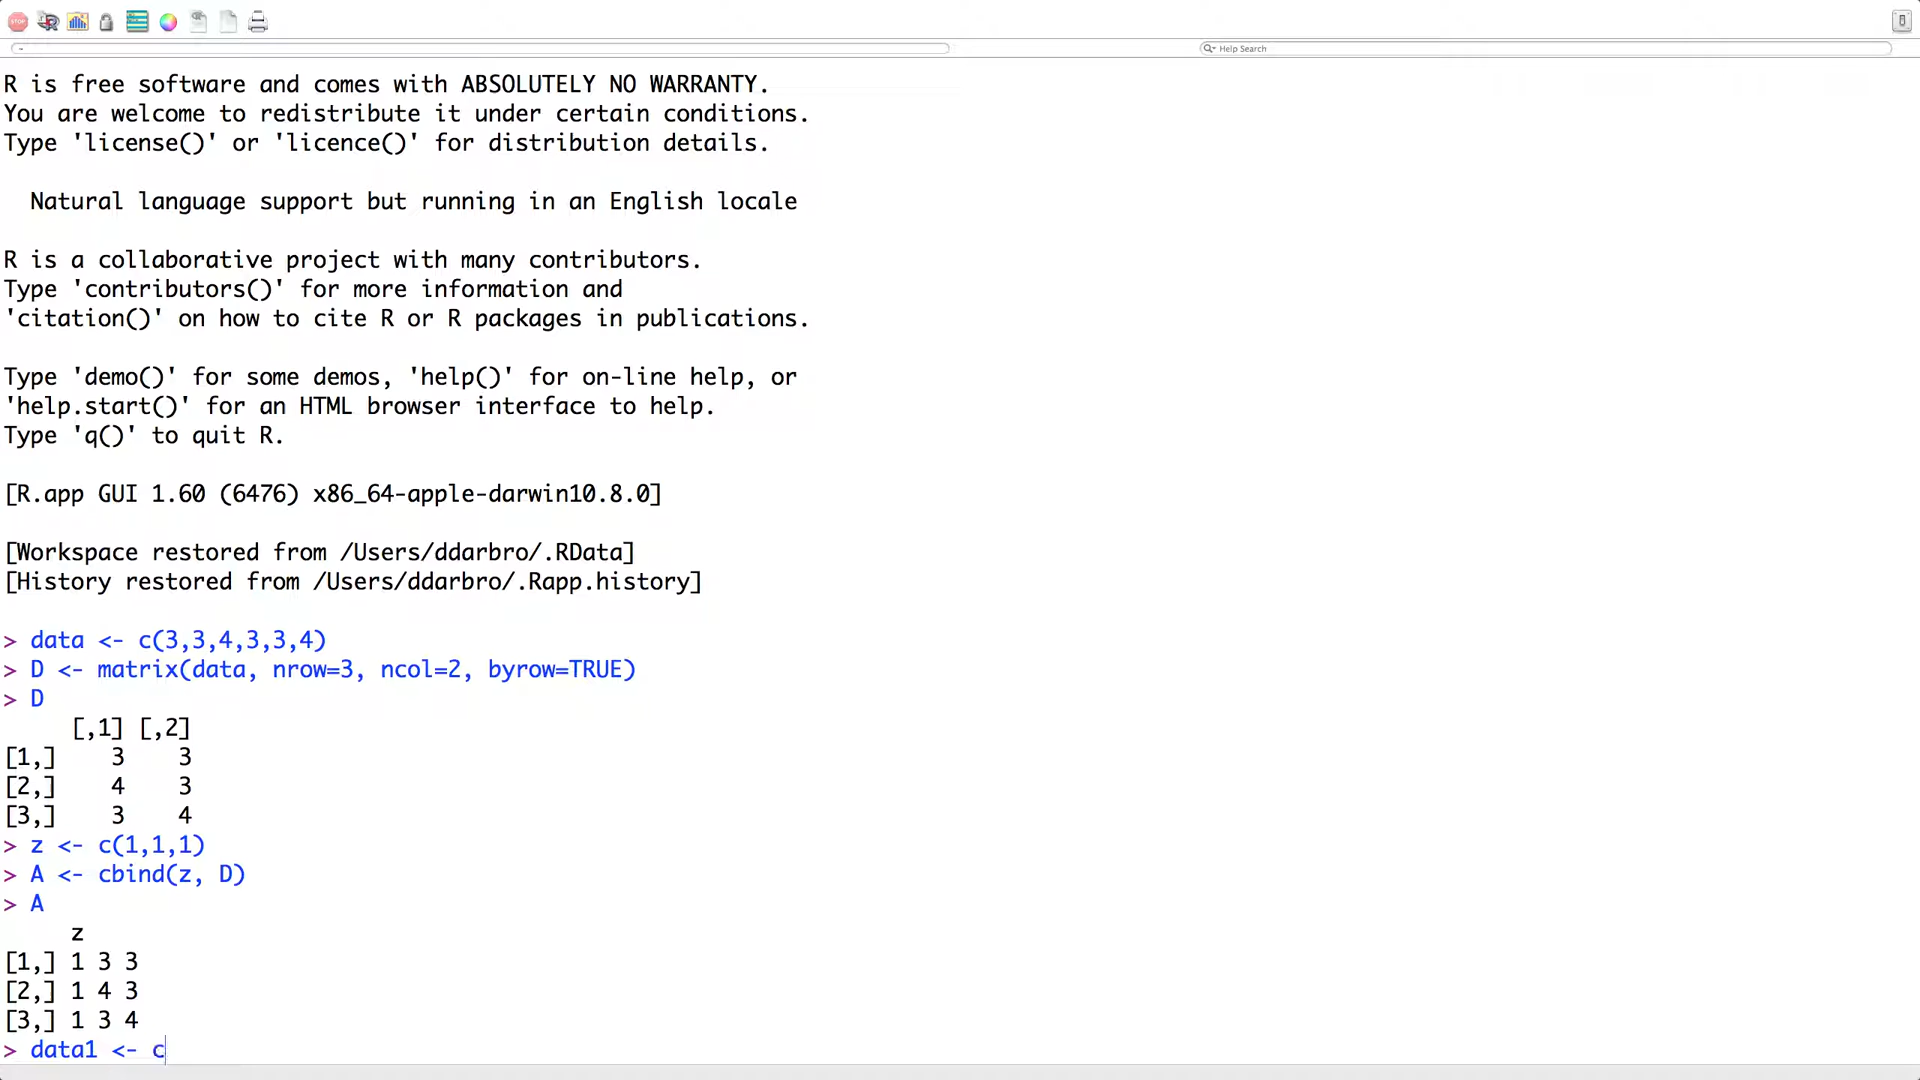 STOP
Help Search
R is free software and comes with ABSOLUTELY NO WARRANTY.
You are welcome to redistribute it under certain conditions.
Type 'license()' or 'licence()' for distribution details.
Natural language support but running in an English locale
R is a collaborative project with many contributors.
Type 'contributors()' for more information and
'citation()' on how to cite R or R packages in publications.
Type 'demo()' for some demos, 'help()' for on-line help, or
'help.start()' for an HTML browser interface to help.
Type 'q()' to quit R.
[R.app GUI 1.60 (6476) x86_64-apple-darwin10.8.0]
[Workspace restored from /Users/ddarbro/.RData]
[History restored from /Users/ddarbro/.Rapp.history]
> data <- c(3,3,4,3,3,4)
> D <- matrix(data, nrow=3, ncol=2, byrow=TRUE)
> D
[,1] [,2]
[1,] 3 3
[2,] 4 3
[3,] 3 4
> z <- c(1,1,1)
> A <- cbind(z, D)
> A
z
[1,] 1 3 3
[2,] 1 4 3
[3,] 1 3 4
> data1 <- c